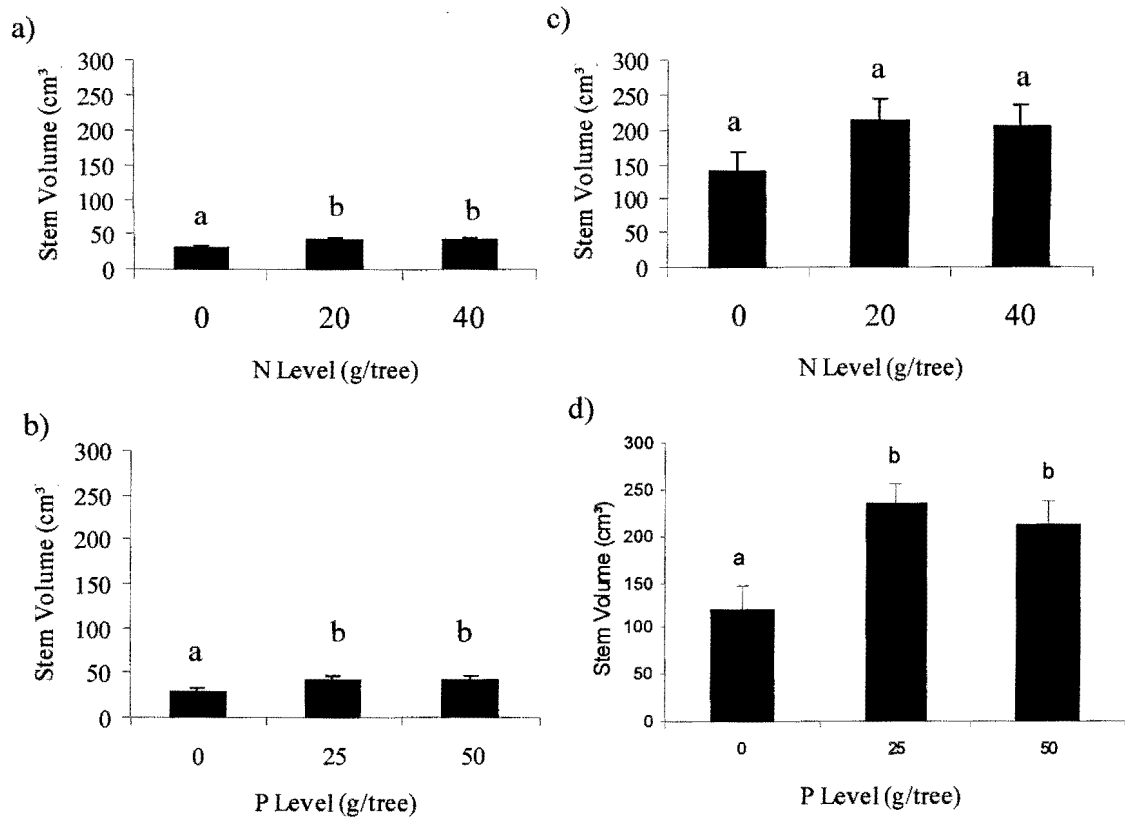 a)
Stem Volume (cm³
300
250
200
150
100
50
0
a
b
b
0 20 40
N Level (g/tree)
c)
Stem Volume (cm³
300
250
200
150
100
50
0
a
a
a
0 20 40
N Level (g/tree)
b)
Stem Volume (cm³
300
250
200
150
100
50
0
a
b
b
0 25 50
P Level (g/tree)
d)
Stem Volume (cm³)
300
250
200
150
100
50
0
a
b
b
0 25 50
P Level (g/tree)